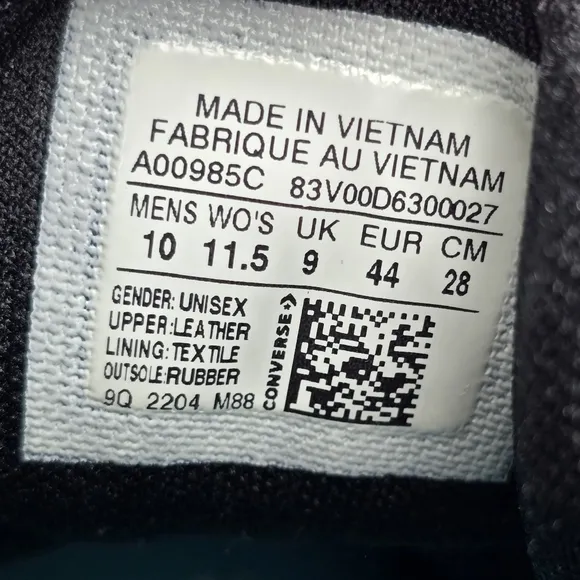 MADE IN VIETNAM
FABRIQUE AU VIETNAM
A00985C 83V00D6300027
MENS WO'S UK EUR CM
10 11.5 9 44 28
GENDER: UNISEX
UPPER:LEATHER
LINING:TEXTILE
OUTSOLE:RUBBER
9Q 2204 M88
CONVERSE